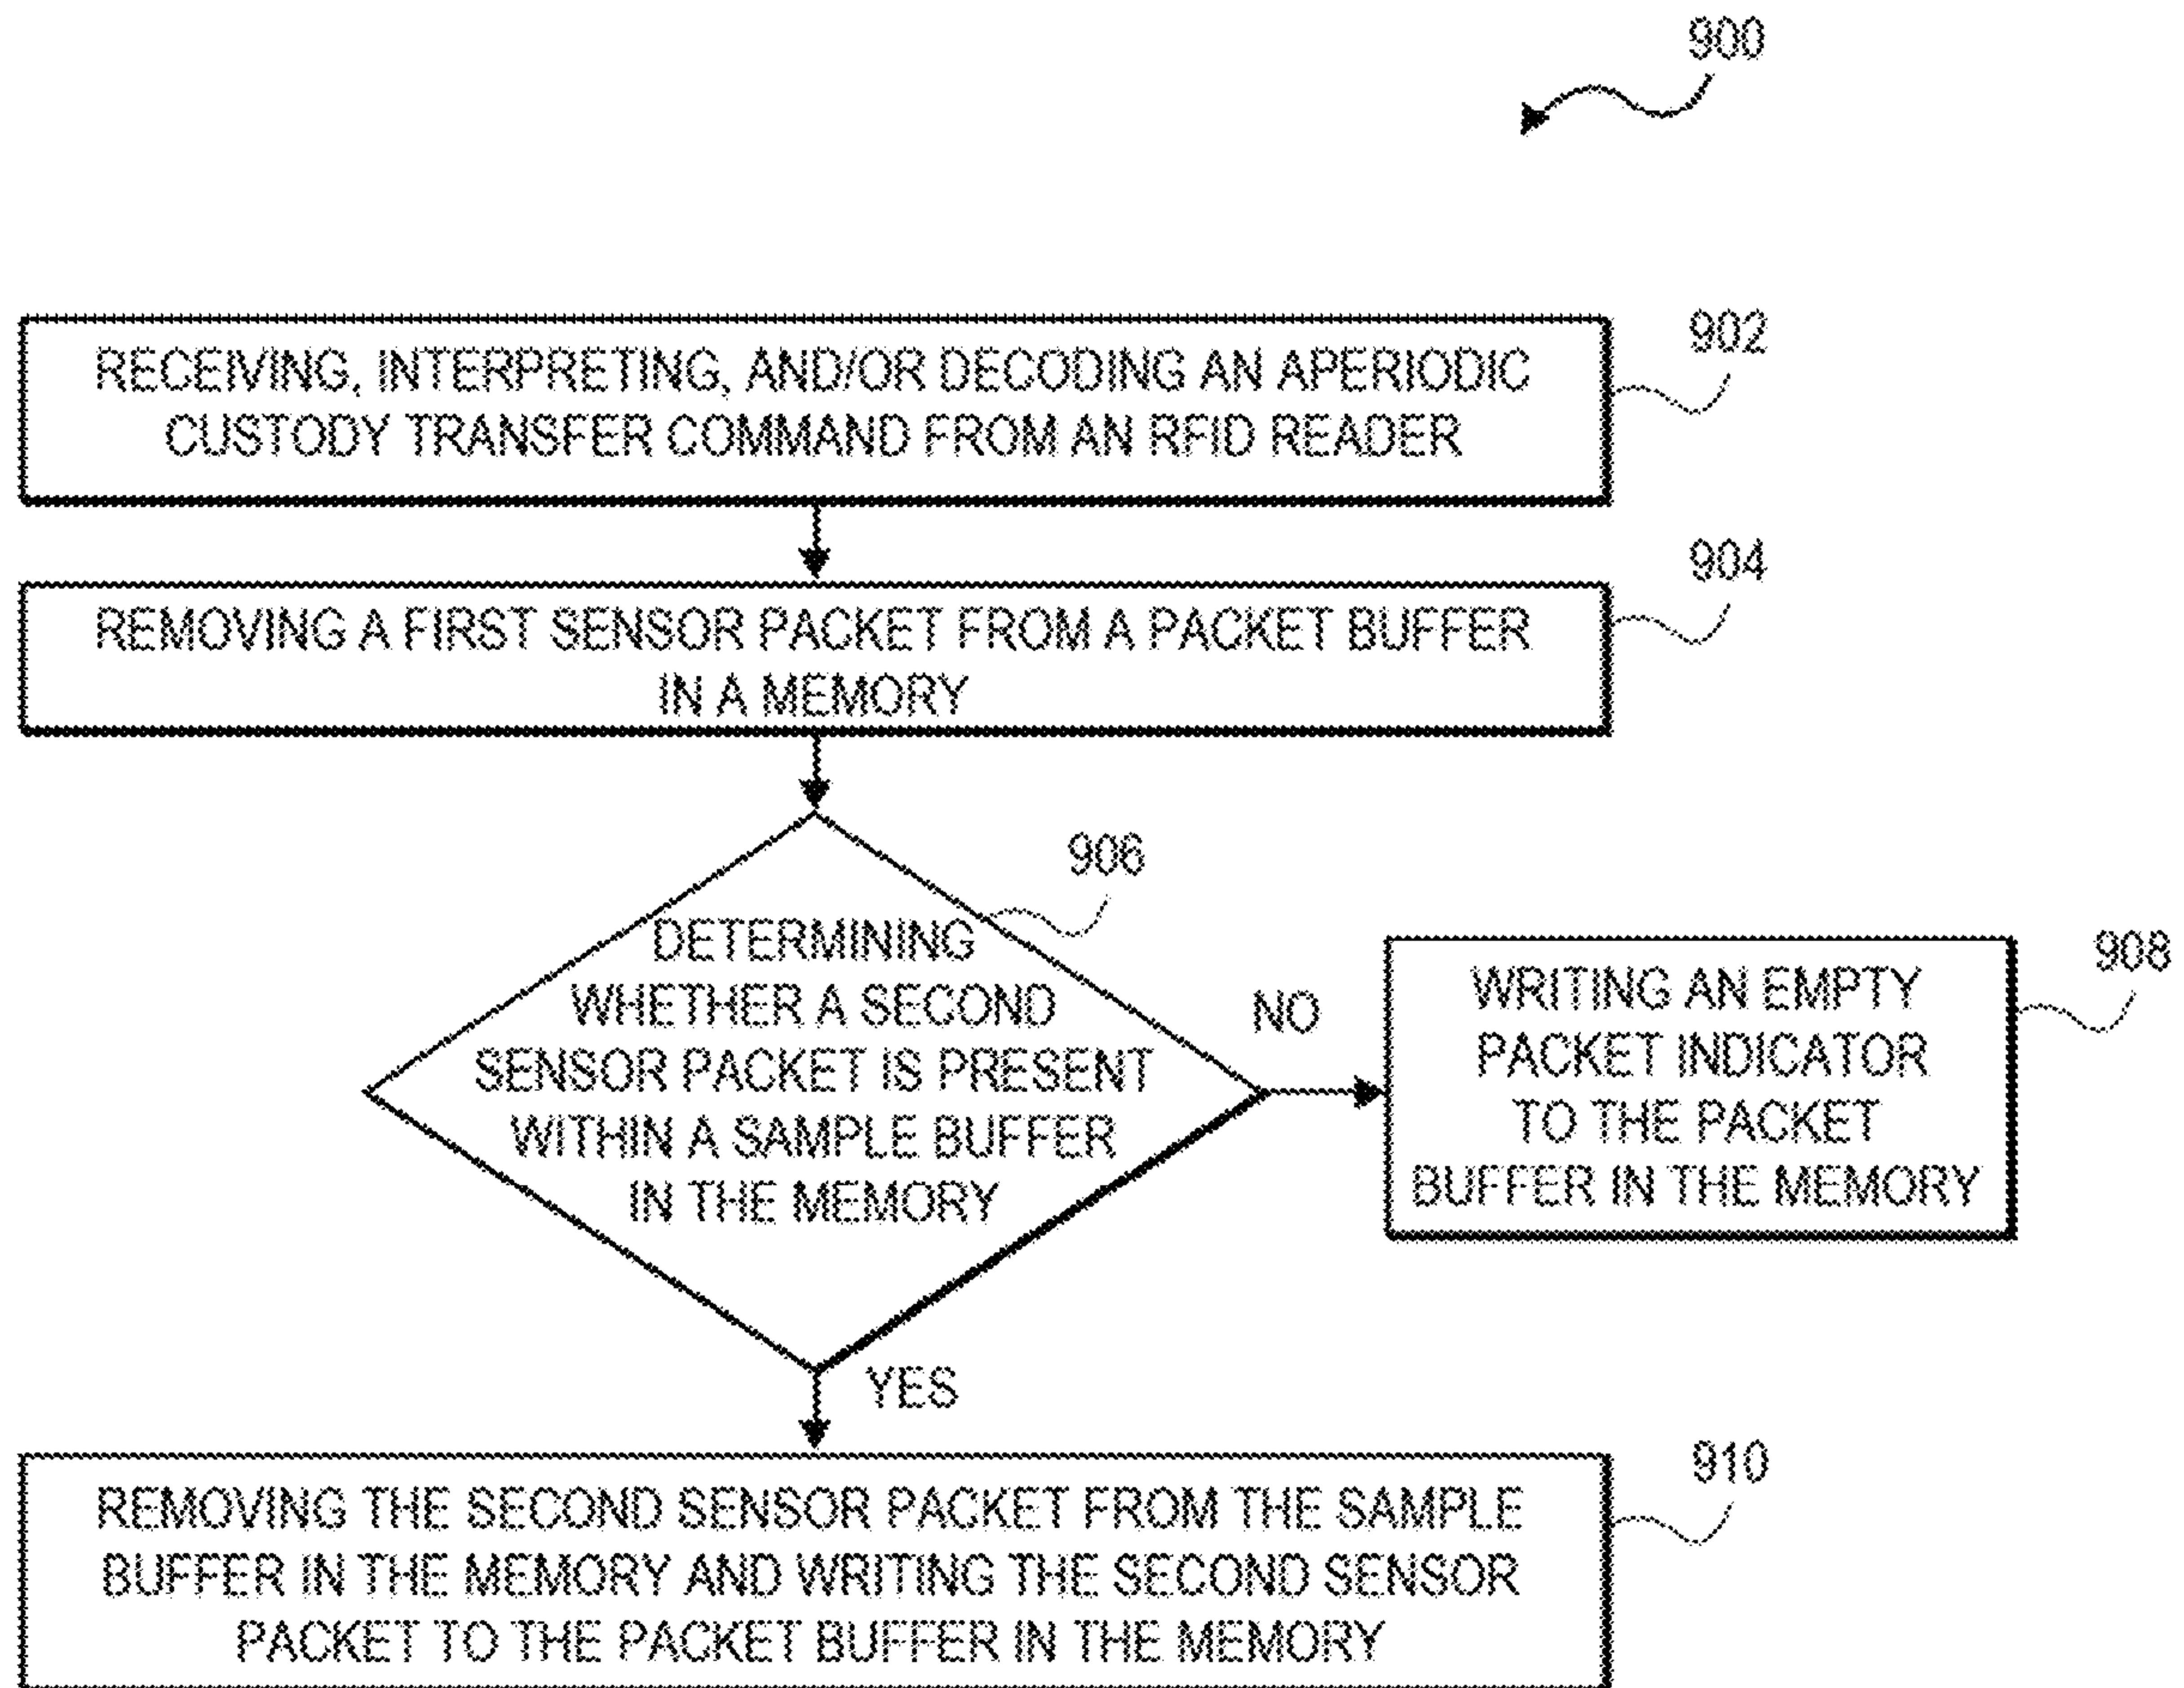 900
RECEIVING, INTERPRETING, AND/OR DECODING AN APERIODIC
CUSTODY TRANSFER COMMAND FROM AN RFID READER
902
REMOVING A FIRST SENSOR PACKET FROM A PACKET BUFFER
IN A MEMORY
904
906
DETERMINING
WHETHER A SECOND
SENSOR PACKET IS PRESENT
WITHIN A SAMPLE BUFFER
IN THE MEMORY
NO
WRITING AN EMPTY
PACKET INDICATOR
TO THE PACKET
BUFFER IN THE MEMORY
908
YES
REMOVING THE SECOND SENSOR PACKET FROM THE SAMPLE
BUFFER IN THE MEMORY AND WRITING THE SECOND SENSOR
PACKET TO THE PACKET BUFFER IN THE MEMORY
910